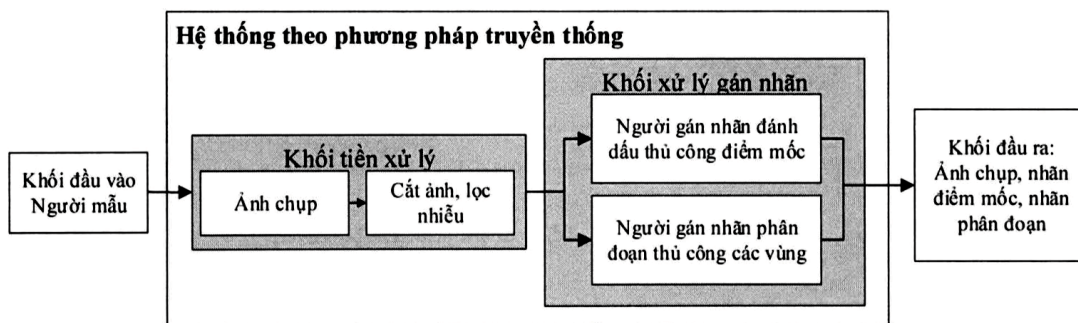 Hệ thống theo phương pháp truyền thống
Khối đầu vào
Người mẫu
Khối tiền xử lý
Ảnh chụp
Cắt ảnh, lọc
nhiễu
Khối xử lý gán nhãn
Người gán nhãn đánh
dấu thủ công điểm mốc
Người gán nhãn phân
đoạn thủ công các vùng
Khối đầu ra:
Ảnh chụp, nhãn
điểm mốc, nhãn
phân đoạn